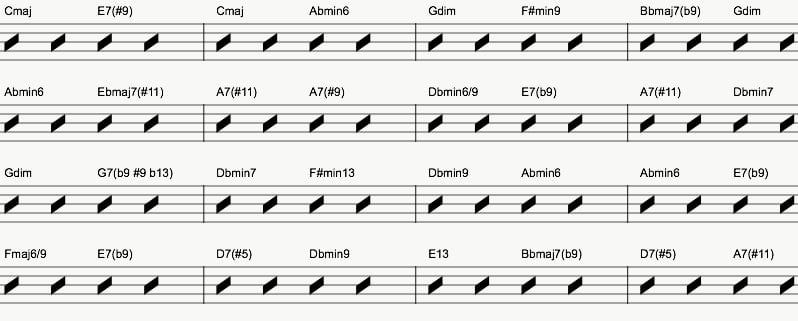 Cmaj E7(#9) Cmaj Abmin6 Gdim F#min9 Bbmaj7(b9) Gdim
Abmin6 Ebmaj7(#11) A7(#11) A7(#9) Dbmin6/9 E7(b9) A7(#11) Dbmin7
Gdim G7(b9 #9 b13) Dbmin7 F#min13 Dbmin9 Abmin6 Abmin6 E7(b9)
Fmaj6/9 E7(b9) D7(#5) Dbmin9 E13 Bbmaj7(b9) D7(#5) A7(#11)